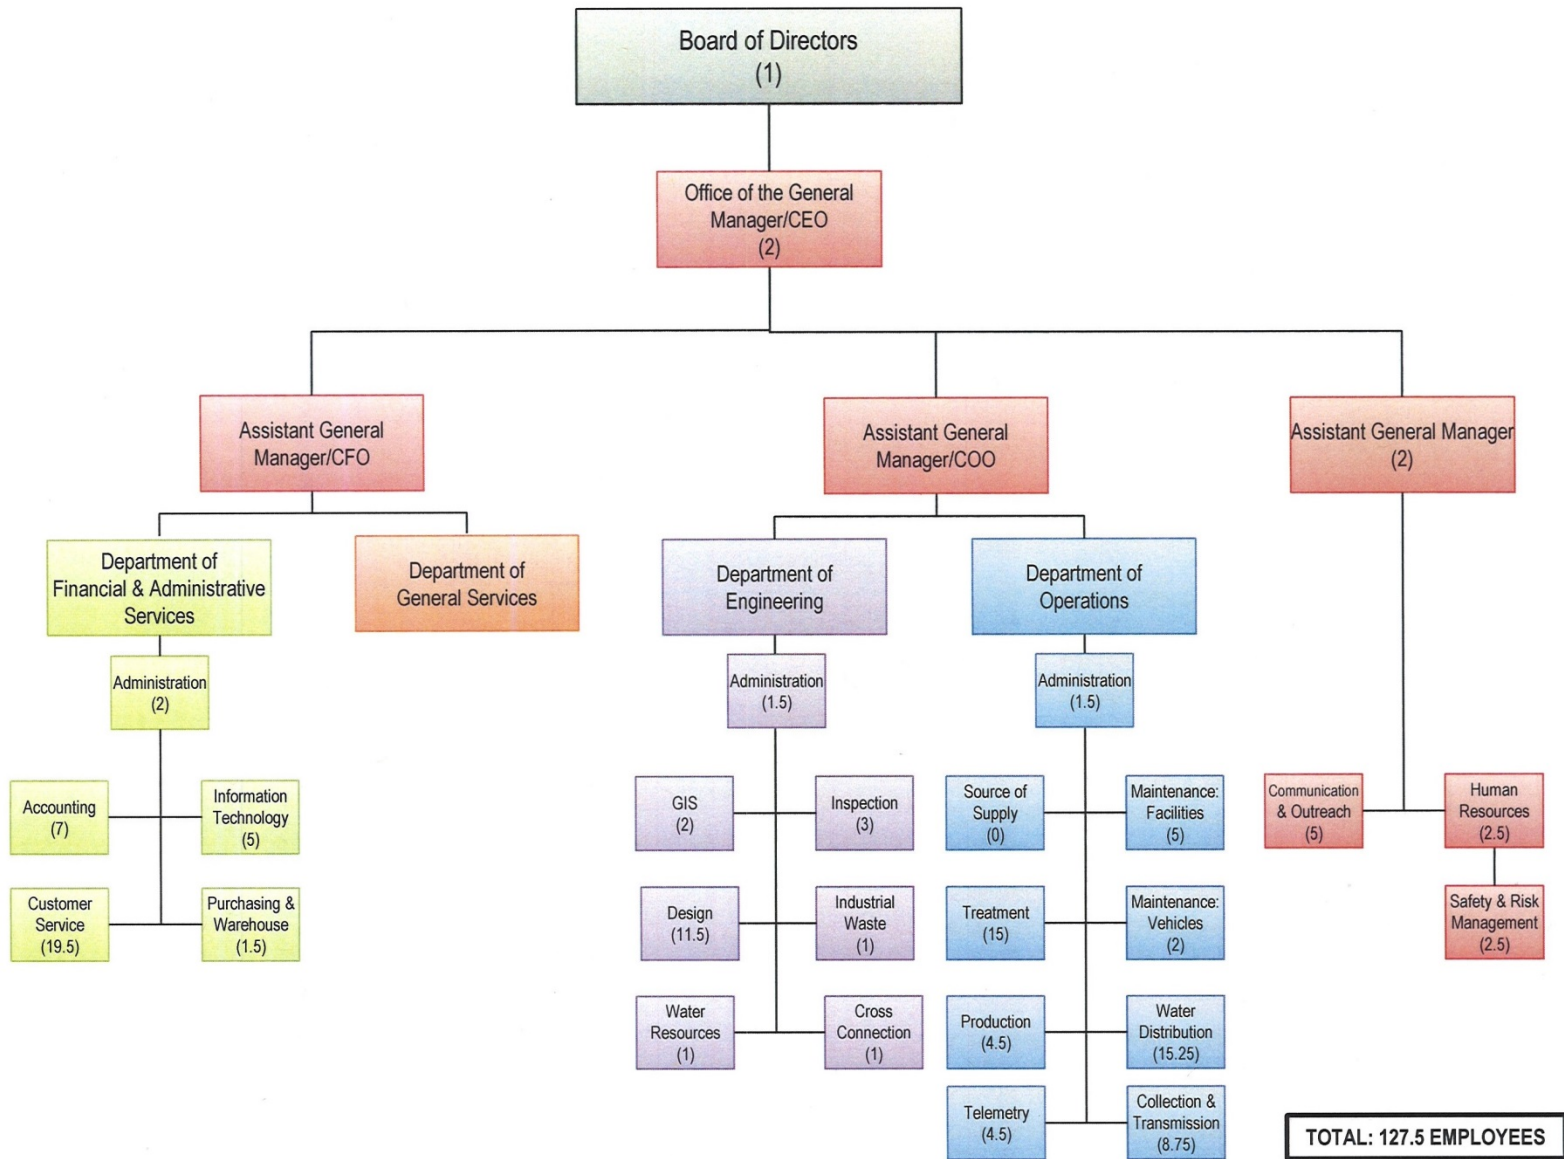 Board of Directors
(1)
Office of the General
Manager/CEO
(2)
Assistant General
Manager/CFO
Assistant General
Manager/COO
Assistant General Manager
(2)
Department of
Financial & Administrative
Services
Department of
General Services
Department of
Engineering
Department of
Operations
Administration
(2)
Administration
(1.5)
Administration
(1.5)
Accounting
(7)
Information
Technology
(5)
Customer
Service
(19.5)
Purchasing &
Warehouse
(1.5)
GIS
(2)
Inspection
(3)
Design
(11.5)
Industrial
Waste
(1)
Water
Resources
(1)
Cross
Connection
(1)
Source of
Supply
(0)
Maintenance:
Facilities
(5)
Treatment
(15)
Maintenance:
Vehicles
(2)
Production
(4.5)
Water
Distribution
(15.25)
Telemetry
(4.5)
Collection &
Transmission
(8.75)
Communication
& Outreach
(5)
Human
Resources
(2.5)
Safety & Risk
Management
(2.5)
TOTAL: 127.5 EMPLOYEES